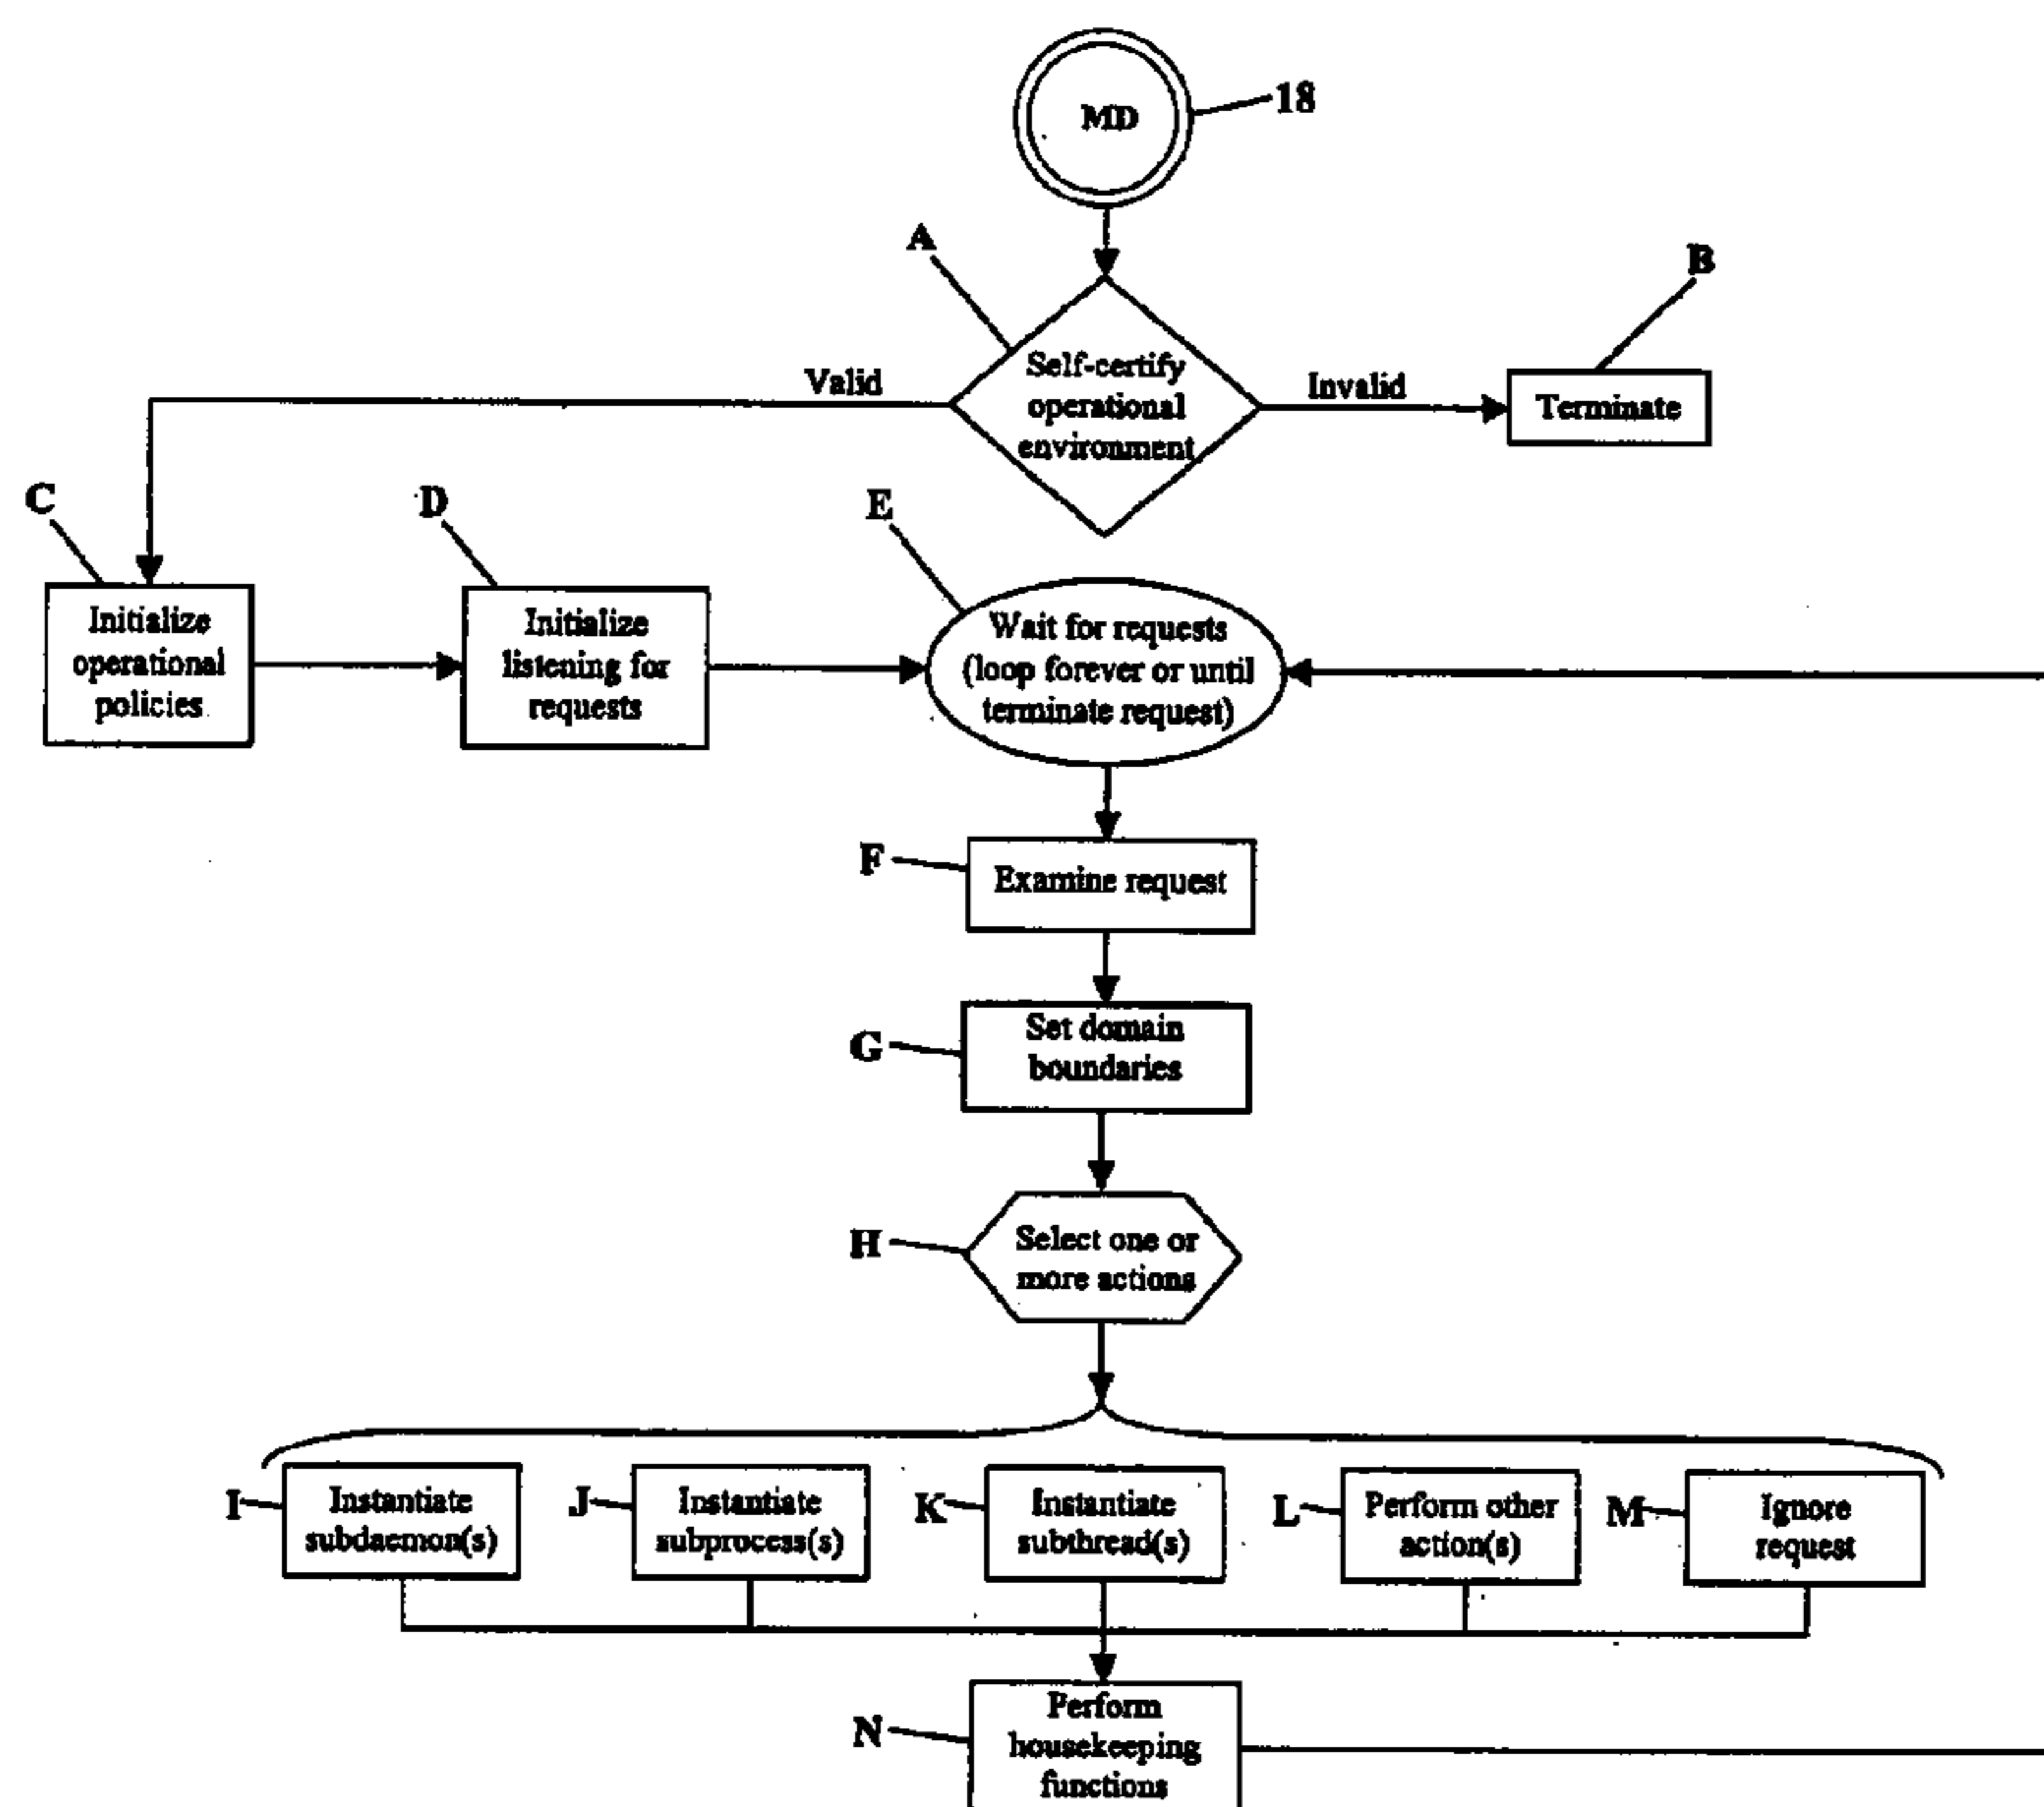 MD
18
A
B
Self-certify
operational
environment
Valid
Invalid
Terminate
C
D
E
Initialize
operational
policies
Initialize
listening for
requests
Wait for requests
(loop forever or until
terminate request)
F
Examine request
G
Set domain
boundaries
H
Select one or
more actions
I
Instantiate
subdaemon(s)
J
Instantiate
subprocess(s)
K
Instantiate
subthread(s)
L
Perform other
action(s)
M
Ignore
request
N
Perform
housekeeping
functions